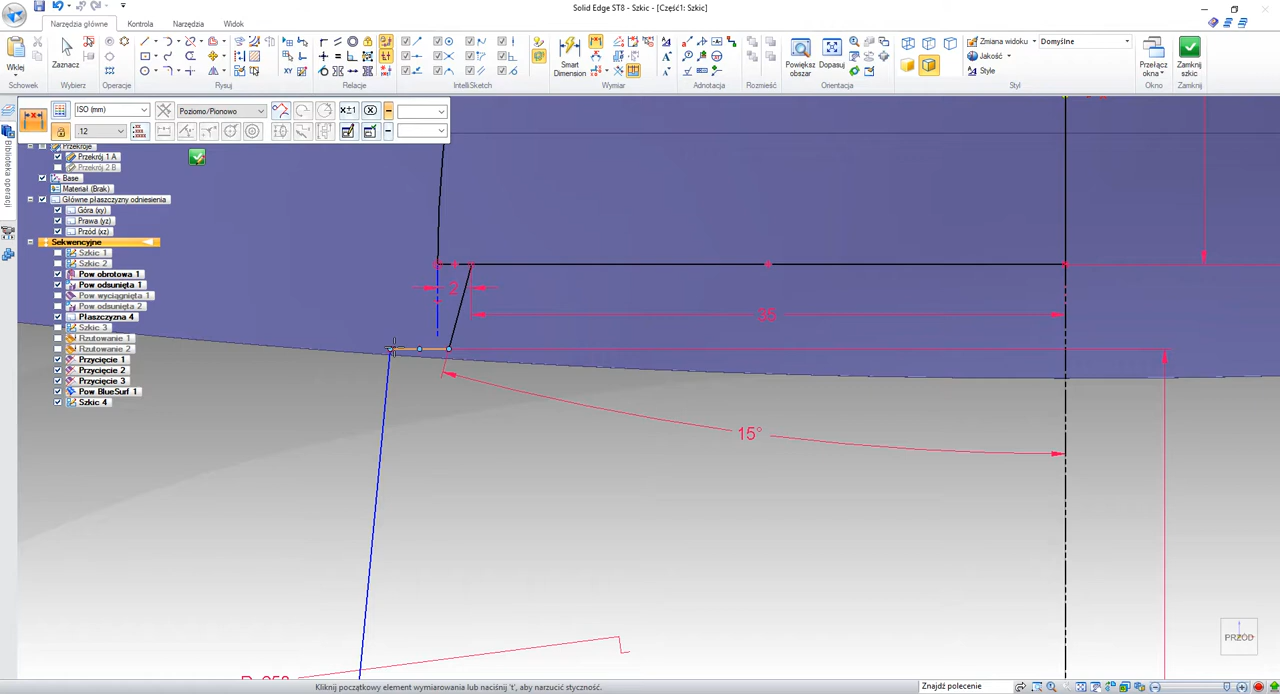 Solid Edge ST8 - Szkic - [Część1: Szkic]
Narzędzia główne Kontrola Narzędzia Widok
Wklej
Zaznacz
Smart Dimension
Powiększ obszar
Dopasuj
Zmiana widoku
Domyślne
Jakość
Style
Przełącz okna
Zamknij szkic
Schowek Wybierz Operacje Rysuj Relacje IntelliSketch Wymiar Adnotacja Rozmieść Orientacja Styl Okno Zamknij
ISO (mm)
Poziomo/Pionowo
12
Biblioteka operacji
Przekroje
Przekrój 1 A
Przekrój 2 B
Base
Materiał (Brak)
Główne płaszczyzny odniesienia
Góra (xy)
Prawa (yz)
Przód (xz)
Sekwencyjne
Szkic 1
Szkic 2
Pow obrotowa 1
Pow odsunięta 1
Pow wyciągnięta 1
Pow odsunięta 2
Płaszczyzna 4
Szkic 3
Rzutowanie 1
Rzutowanie 2
Przycięcie 1
Przycięcie 2
Przycięcie 3
Pow BlueSurf 1
Szkic 4
2
35
15°
PRZÓD
Kliknij początkowy element wymiarowania lub naciśnij 't', aby narzucić styczność.
Znajdź polecenie